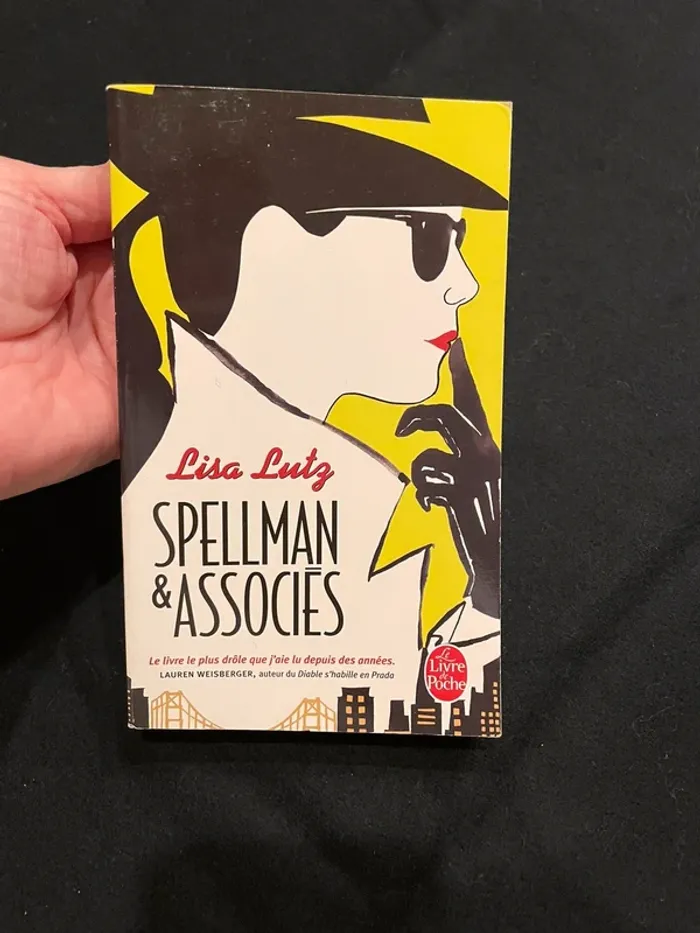 Lisa Lutz
SPELLMAN
& ASSOCIÉS
Le livre le plus drôle que j'aie lu depuis des années.
LAUREN WEISBERGER, auteur du Diable s'habille en Prada
Le
Livre
de
Poche